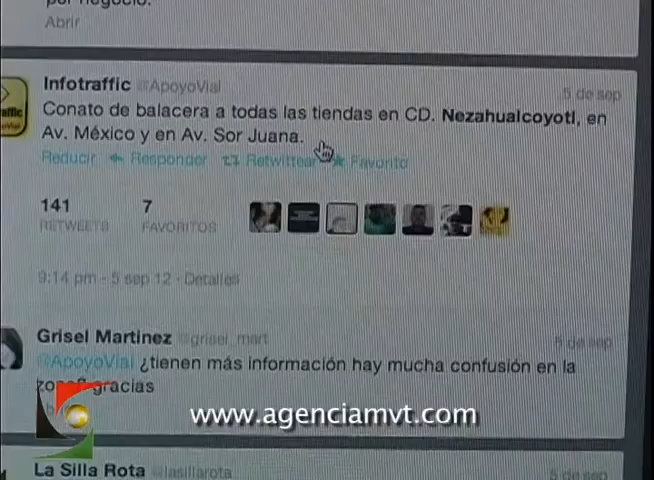 por negocio.
Abrir
Infotraffic @ApoyoVial
5 de sep
Conato de balacera a todas las tiendas en CD. Nezahualcoyotl, en
Av. México y en Av. Sor Juana.
Reducir Responder Retwittear Favorito
141 7
RETWEETS FAVORITOS
9:14 pm - 5 sep 12 · Detalles
Grisel Martinez @grisel_mart
5 de sep
@ApoyoVial ¿tienen más información hay mucha confusión en la
zona? gracias
www.agenciamvt.com
La Silla Rota @lasillarota
5 de sep